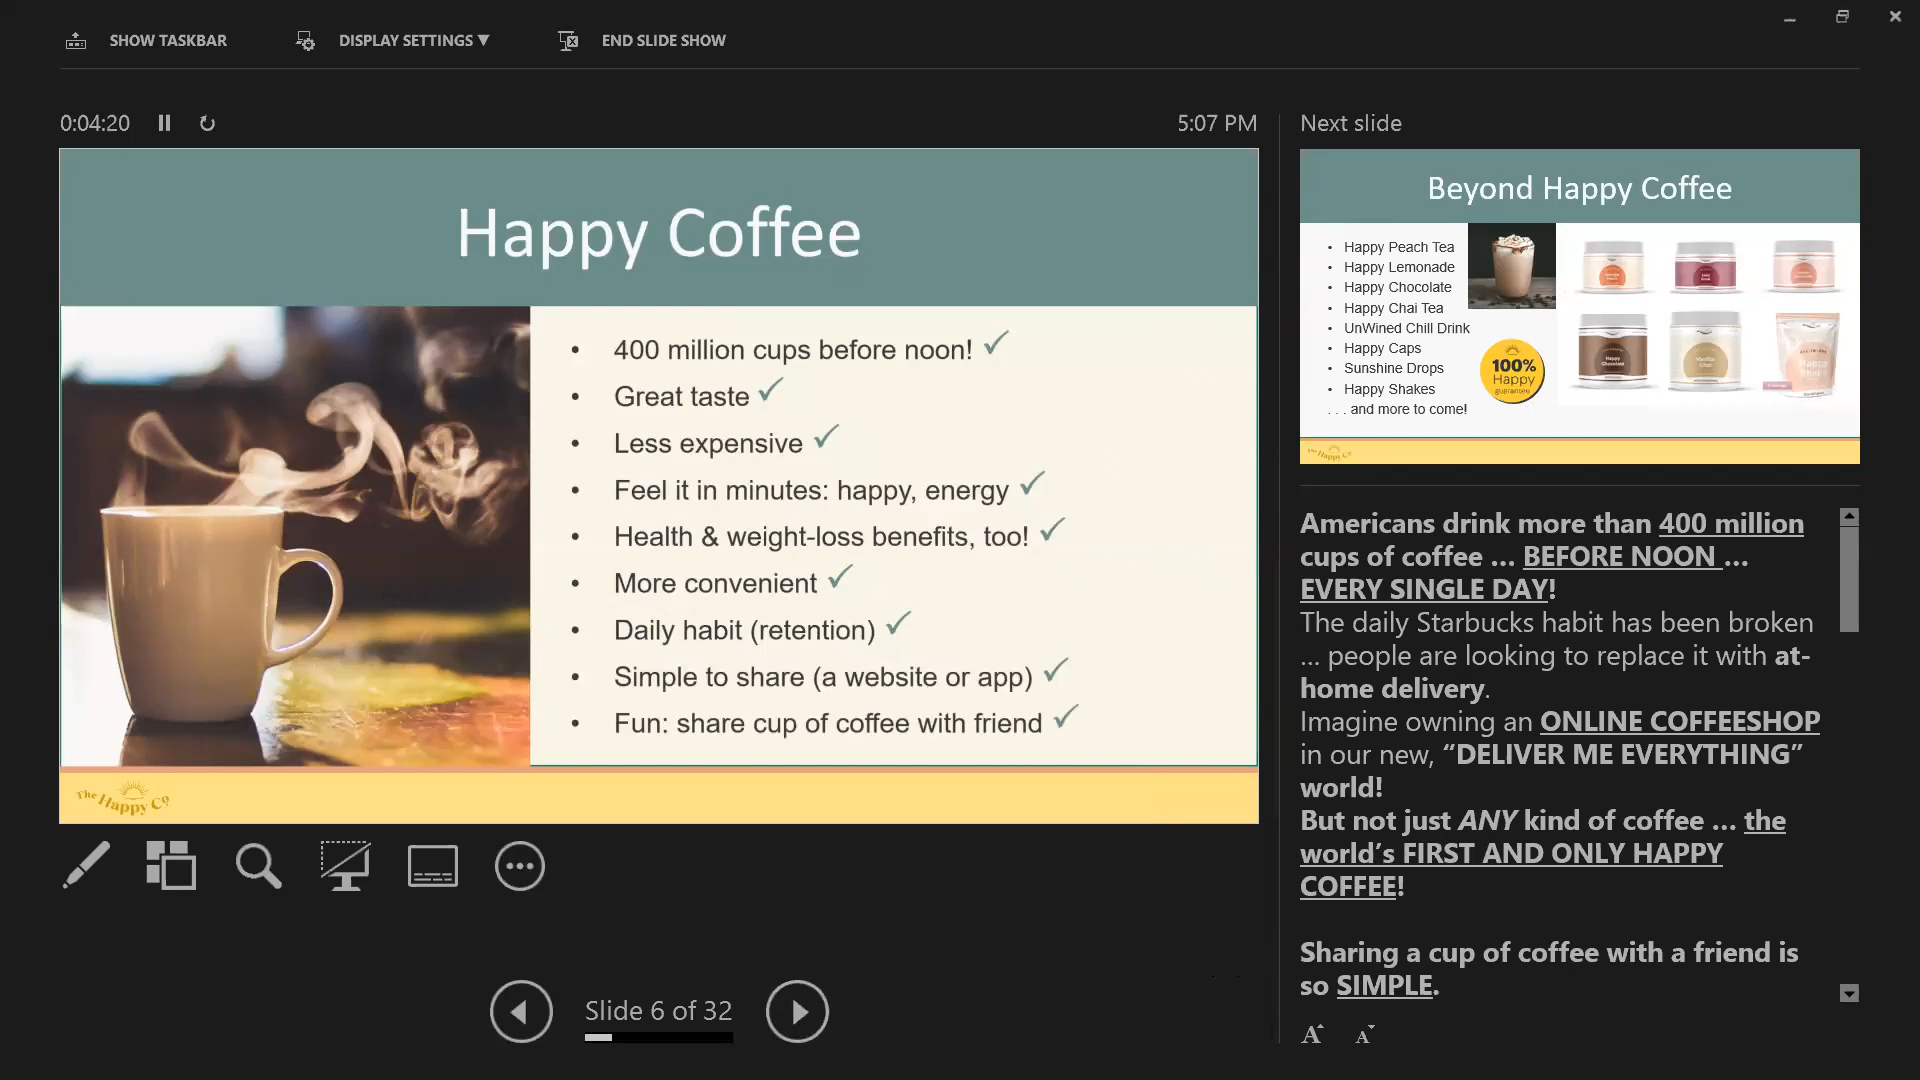 SHOW TASKBAR
DISPLAY SETTINGS ▼
END SLIDE SHOW
0:04:20
5:07 PM
Next slide
Happy Coffee
• 400 million cups before noon! ✓
• Great taste ✓
• Less expensive ✓
• Feel it in minutes: happy, energy ✓
• Health & weight-loss benefits, too! ✓
• More convenient ✓
• Daily habit (retention) ✓
• Simple to share (a website or app) ✓
• Fun: share cup of coffee with friend ✓
The Happy Co
Slide 6 of 32
Beyond Happy Coffee
• Happy Peach Tea
• Happy Lemonade
• Happy Chocolate
• Happy Chai Tea
• UnWined Chill Drink
• Happy Caps
• Sunshine Drops
• Happy Shakes
. . . and more to come!
100%
Happy
guarantee
Happy
Chocolate
The Happy Co
Americans drink more than 400 million
cups of coffee ... BEFORE NOON ...
EVERY SINGLE DAY!
The daily Starbucks habit has been broken
... people are looking to replace it with at-
home delivery.
Imagine owning an ONLINE COFFEESHOP
in our new, “DELIVER ME EVERYTHING”
world!
But not just ANY kind of coffee ... the
world’s FIRST AND ONLY HAPPY
COFFEE!
Sharing a cup of coffee with a friend is
so SIMPLE.
A A